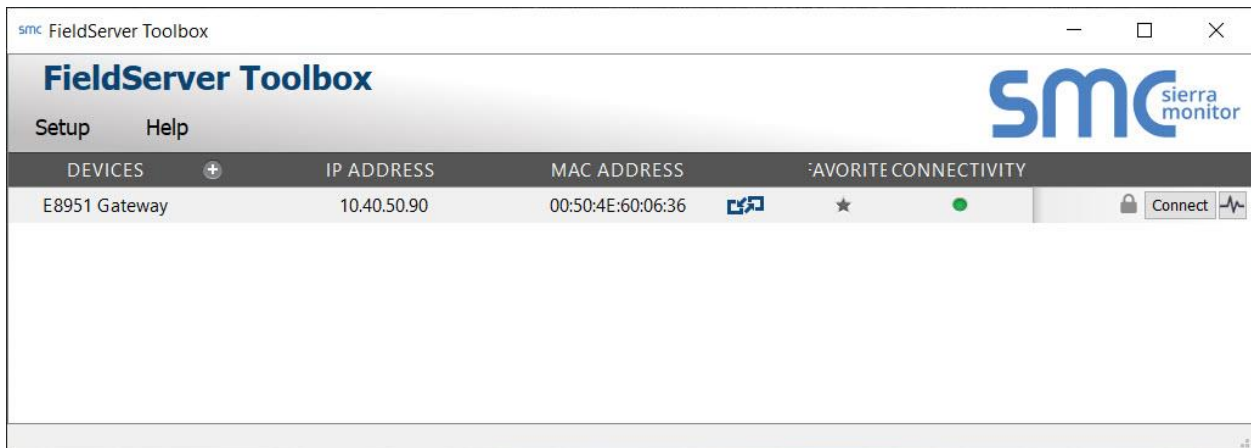 smc FieldServer Toolbox
FieldServer Toolbox
smc sierra monitor
Setup Help
DEVICES IP ADDRESS MAC ADDRESS FAVORITE CONNECTIVITY
E8951 Gateway 10.40.50.90 00:50:4E:60:06:36 Connect